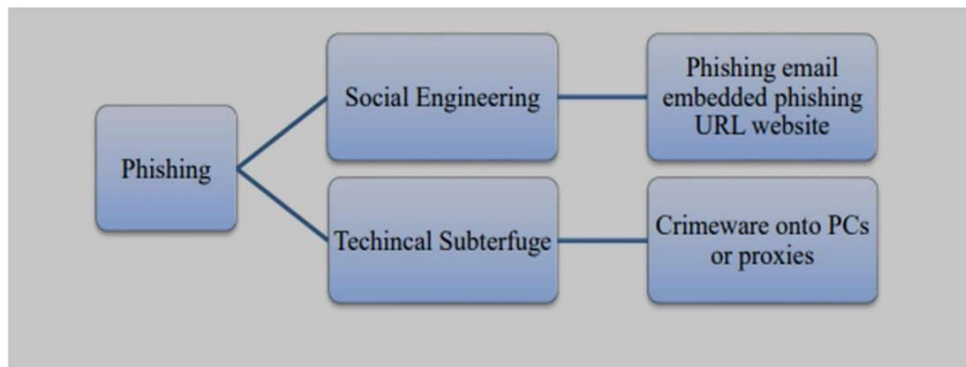 Phishing
Social Engineering
Phishing email
embedded phishing
URL website
Techincal Subterfuge
Crimeware onto PCs
or proxies